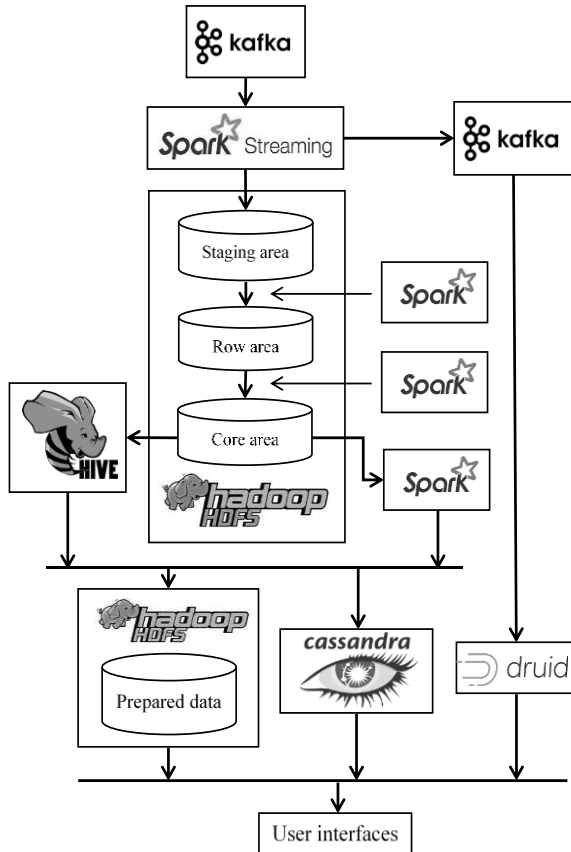 kafka
Spark Streaming
kafka
Staging area
Spark
Row area
Spark
Core area
HIVE
hadoop
HDFS
Spark
hadoop
HDFS
Prepared data
cassandra
druid
User interfaces